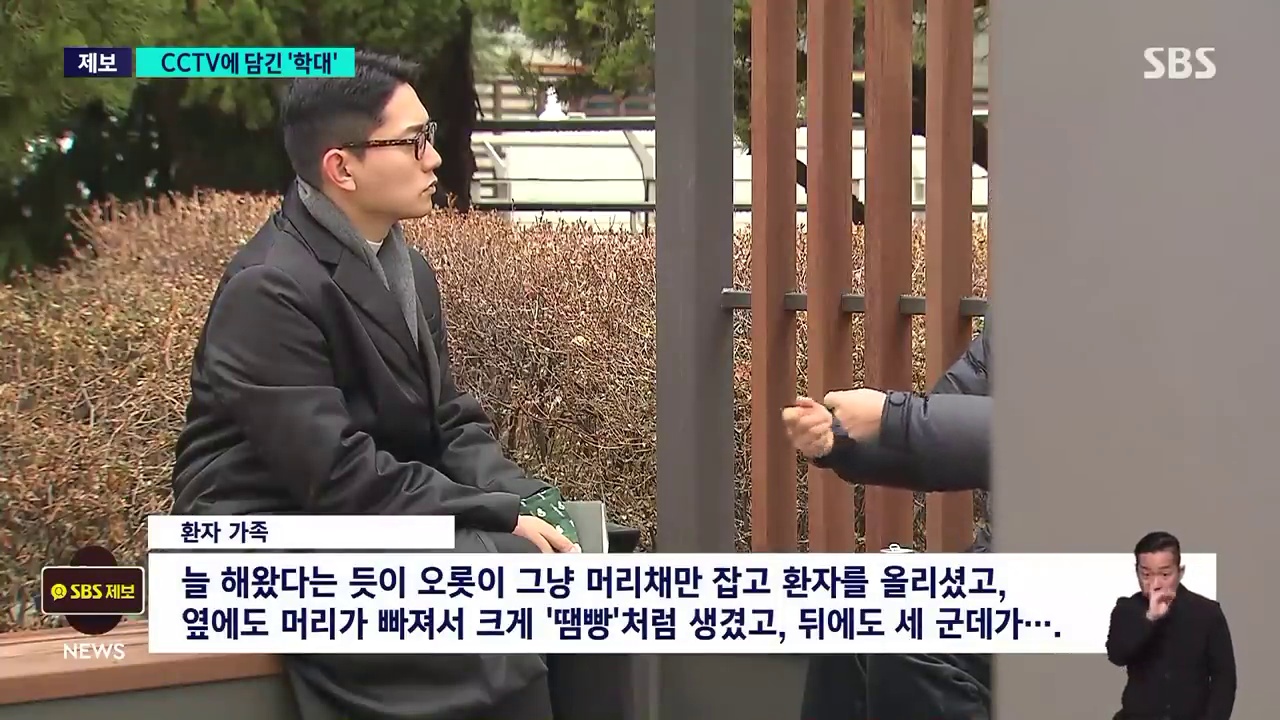 제보 CCTV에 담긴 '학대'
SBS
환자 가족
늘 해왔다는 듯이 오롯이 그냥 머리채만 잡고 환자를 올리셨고,
옆에도 머리가 빠져서 크게 '땜빵'처럼 생겼고, 뒤에도 세 군데가….
SBS 제보
NEWS